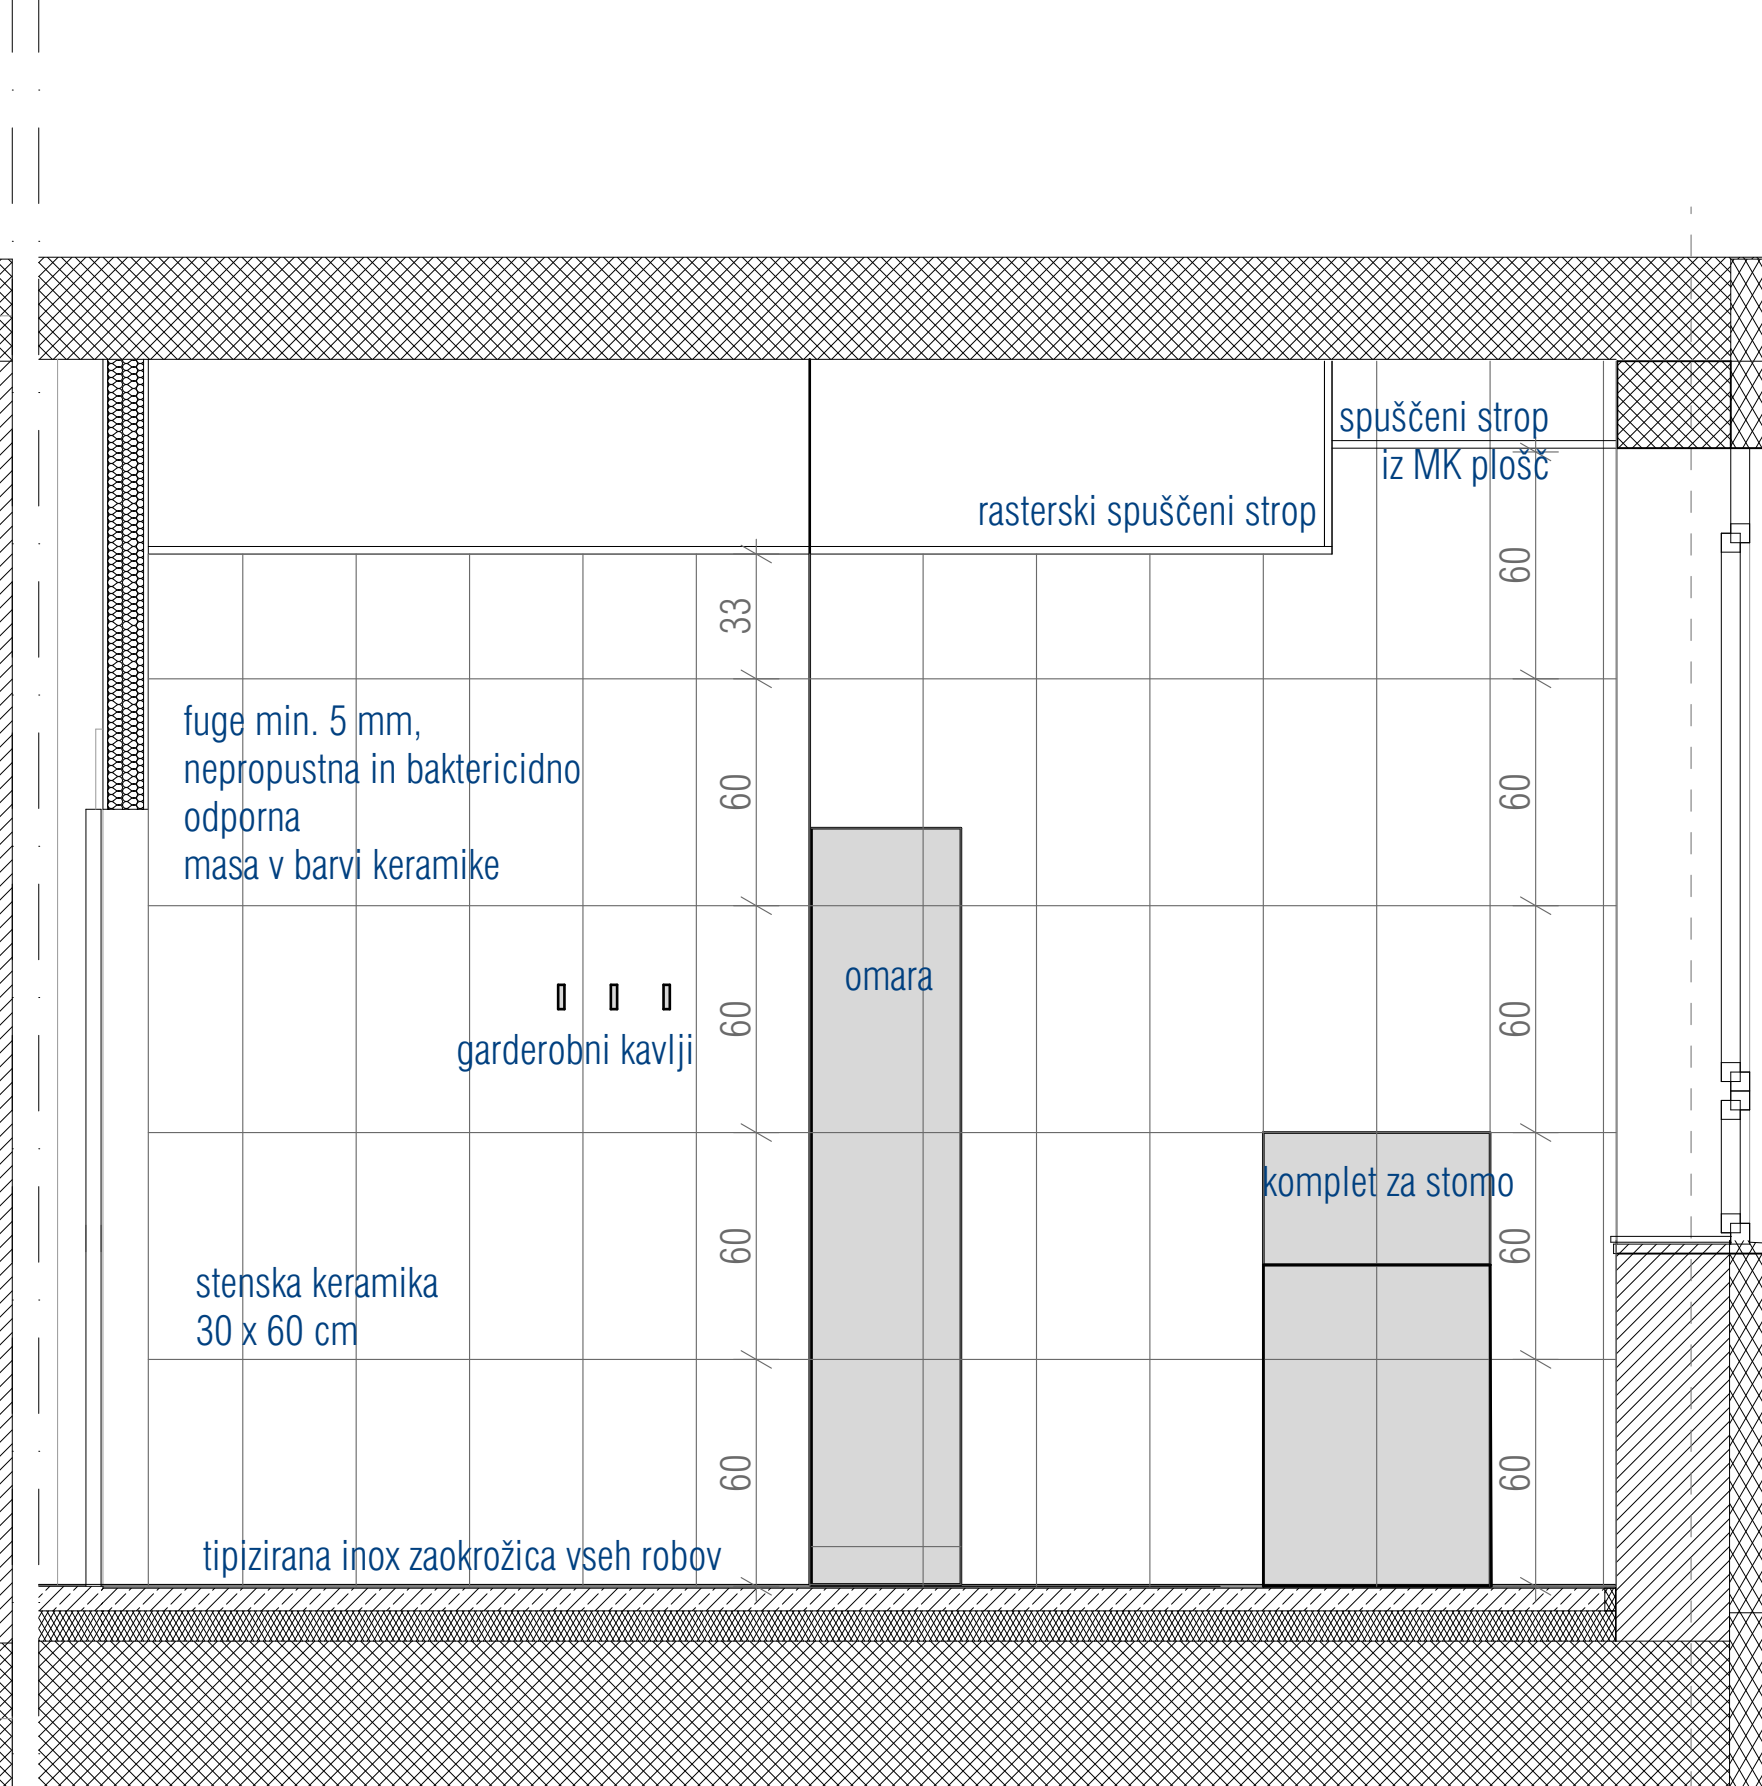 spuščeni strop
iz MK plošč
rasterski spuščeni strop
60
33
fuge min. 5 mm,
nepropustna in baktericidno
odporna
masa v barvi keramike
60
60
omara
garderobni kavlji
60
60
komplet za stomo
60
60
stenska keramika
30 x 60 cm
60
60
tipizirana inox zaokrožica vseh robov